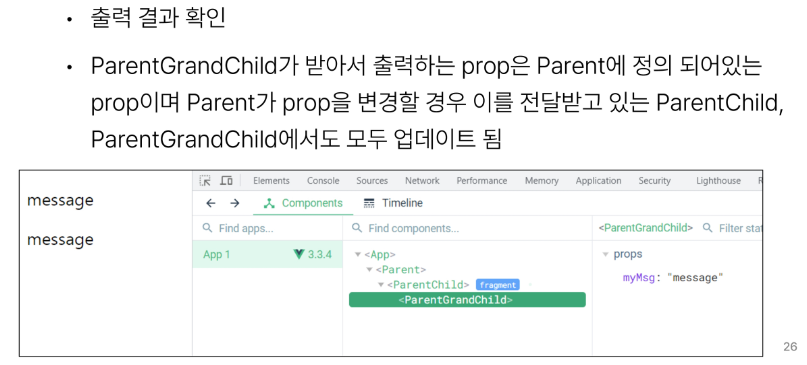 • 출력 결과 확인
• ParentGrandChild가 받아서 출력하는 prop은 Parent에 정의 되어있는
prop이며 Parent가 prop을 변경할 경우 이를 전달받고 있는 ParentChild,
ParentGrandChild에서도 모두 업데이트 됨
message
message
Elements Console Sources Network Performance Memory Application Security Lighthouse
Components Timeline
Find apps... Find components... <ParentGrandChild> Filter stat
App 1 3.3.4
<App>
<Parent>
<ParentChild> fragment
<ParentGrandChild>
props
myMsg: "message"
26